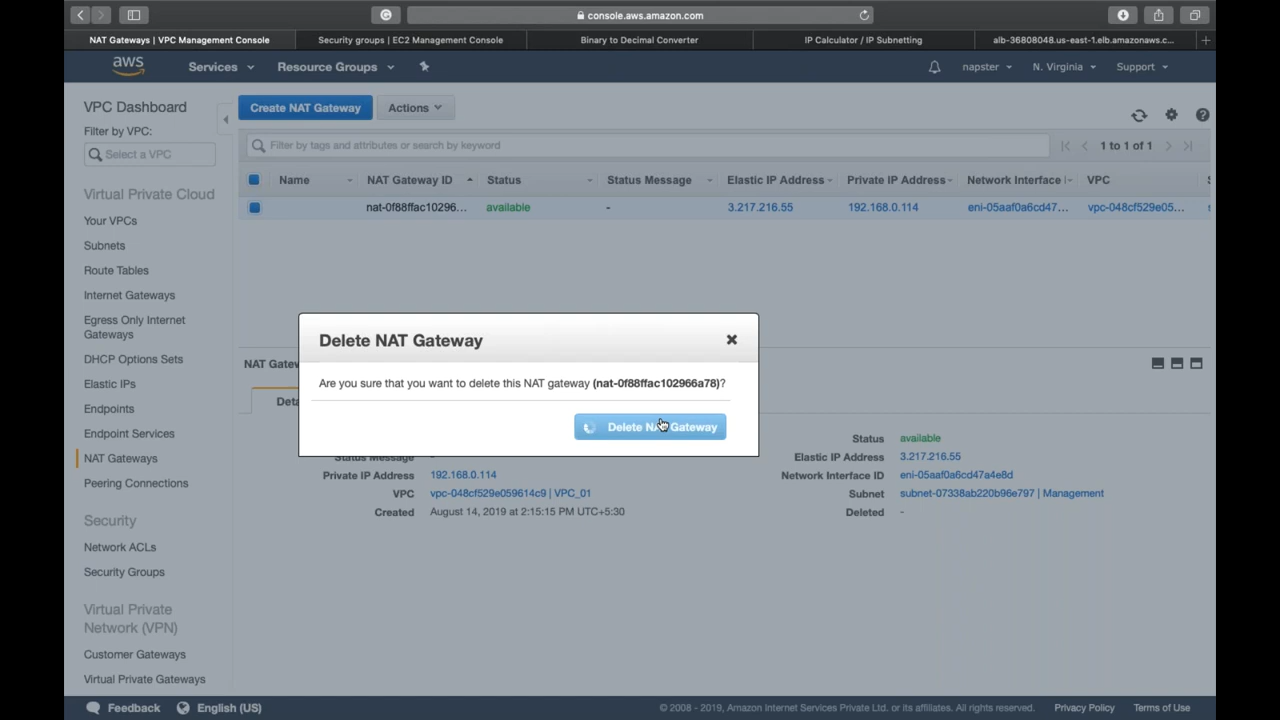 console.aws.amazon.com
NAT Gateways | VPC Management Console
Security groups | EC2 Management Console
Binary to Decimal Converter
IP Calculator / IP Subnetting
alb-36808048.us-east-1.elb.amazonaws.c...
aws
Services
Resource Groups
napster
N. Virginia
Support
VPC Dashboard
Filter by VPC:
Select a VPC
Virtual Private Cloud
Your VPCs
Subnets
Route Tables
Internet Gateways
Egress Only Internet
Gateways
DHCP Options Sets
Elastic IPs
Endpoints
Endpoint Services
NAT Gateways
Peering Connections
Security
Network ACLs
Security Groups
Virtual Private
Network (VPN)
Customer Gateways
Virtual Private Gateways
Create NAT Gateway
Actions
Filter by tags and attributes or search by keyword
1 to 1 of 1
Name
NAT Gateway ID
Status
Status Message
Elastic IP Address
Private IP Address
Network Interface I
VPC
nat-0f88ffac10296...
available
-
3.217.216.55
192.168.0.114
eni-05aaf0a6cd47...
vpc-048cf529e05...
Delete NAT Gateway
Are you sure that you want to delete this NAT gateway (nat-0f88ffac102966a78)?
Delete NAT Gateway
NAT Gatew
Deta
Status Message
Private IP Address 192.168.0.114
VPC vpc-048cf529e059614c9 | VPC_01
Created August 14, 2019 at 2:15:15 PM UTC+5:30
Status available
Elastic IP Address 3.217.216.55
Network Interface ID eni-05aaf0a6cd47a4e8d
Subnet subnet-07338ab220b96e797 | Management
Deleted -
Feedback
English (US)
© 2008 - 2019, Amazon Internet Services Private Ltd. or its affiliates. All rights reserved.
Privacy Policy
Terms of Use